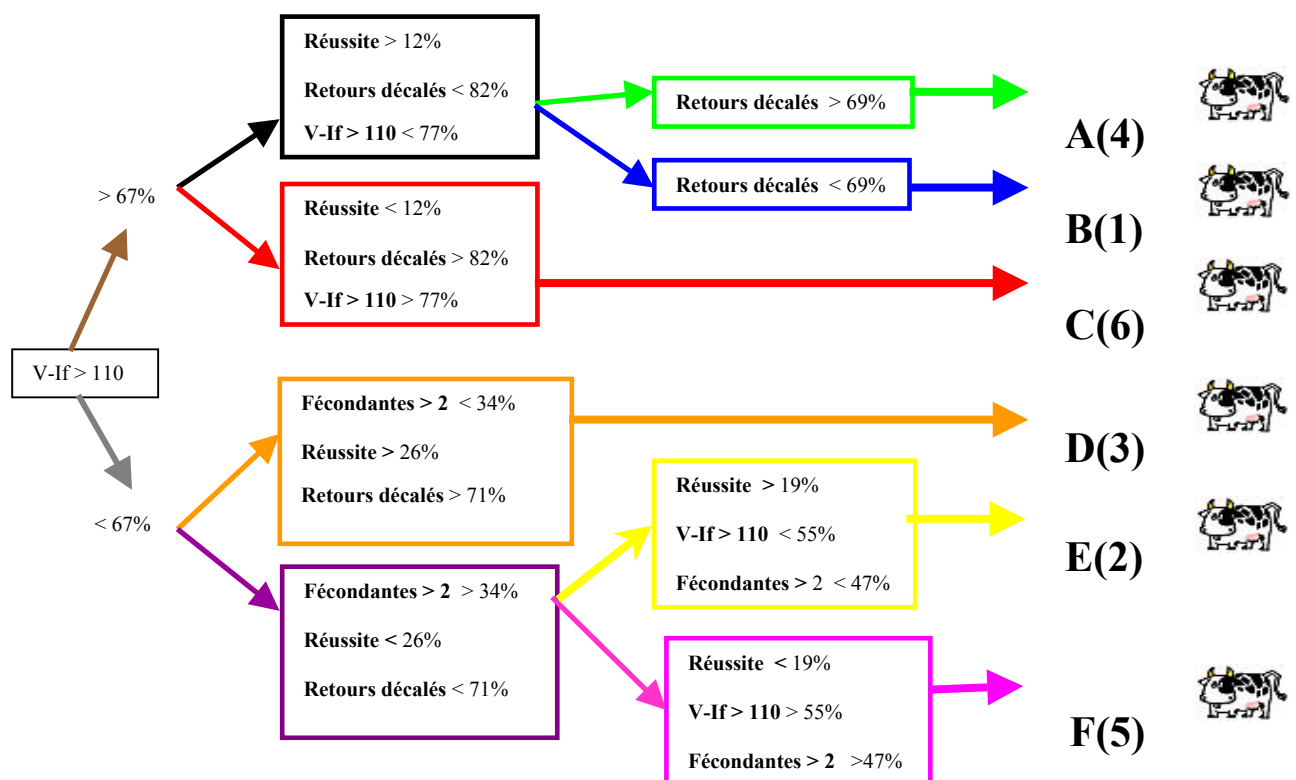 V-If > 110
> 67%
Réussite > 12%
Retours décalés < 82%
V-If > 110 < 77%
Retours décalés > 69%
A(4)
Retours décalés < 69%
B(1)
Réussite < 12%
Retours décalés > 82%
V-If > 110 > 77%
C(6)
< 67%
Fécondantes > 2 < 34%
Réussite > 26%
Retours décalés > 71%
D(3)
Fécondantes > 2 > 34%
Réussite < 26%
Retours décalés < 71%
Réussite > 19%
V-If > 110 < 55%
Fécondantes > 2 < 47%
E(2)
Réussite < 19%
V-If > 110 > 55%
Fécondantes > 2 >47%
F(5)